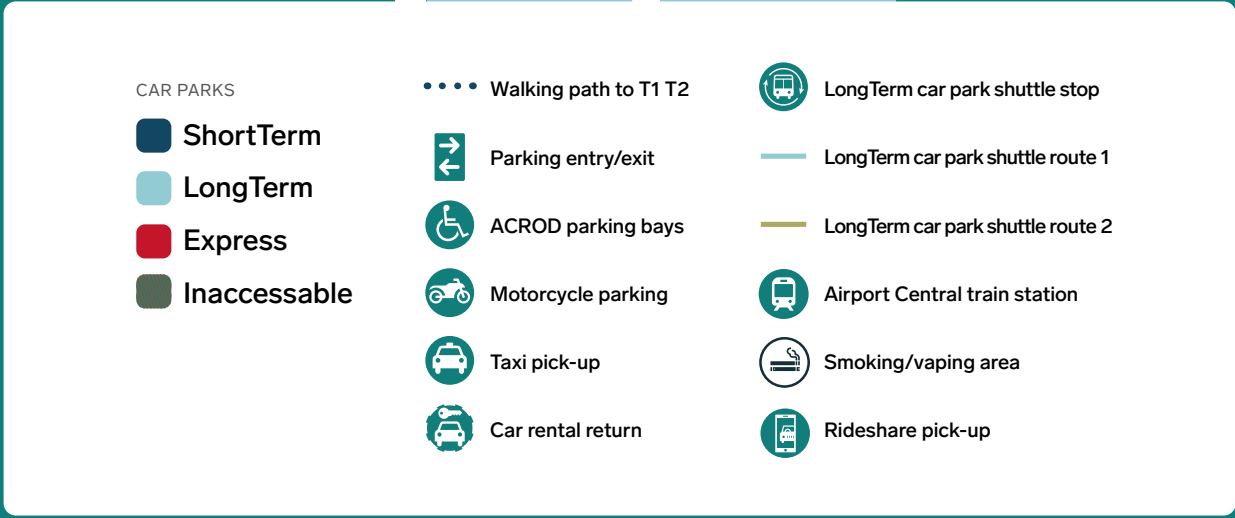 CAR PARKS
ShortTerm
LongTerm
Express
Inaccessable
Walking path to T1 T2
Parking entry/exit
ACROD parking bays
Motorcycle parking
Taxi pick-up
Car rental return
LongTerm car park shuttle stop
LongTerm car park shuttle route 1
LongTerm car park shuttle route 2
Airport Central train station
Smoking/vaping area
Rideshare pick-up